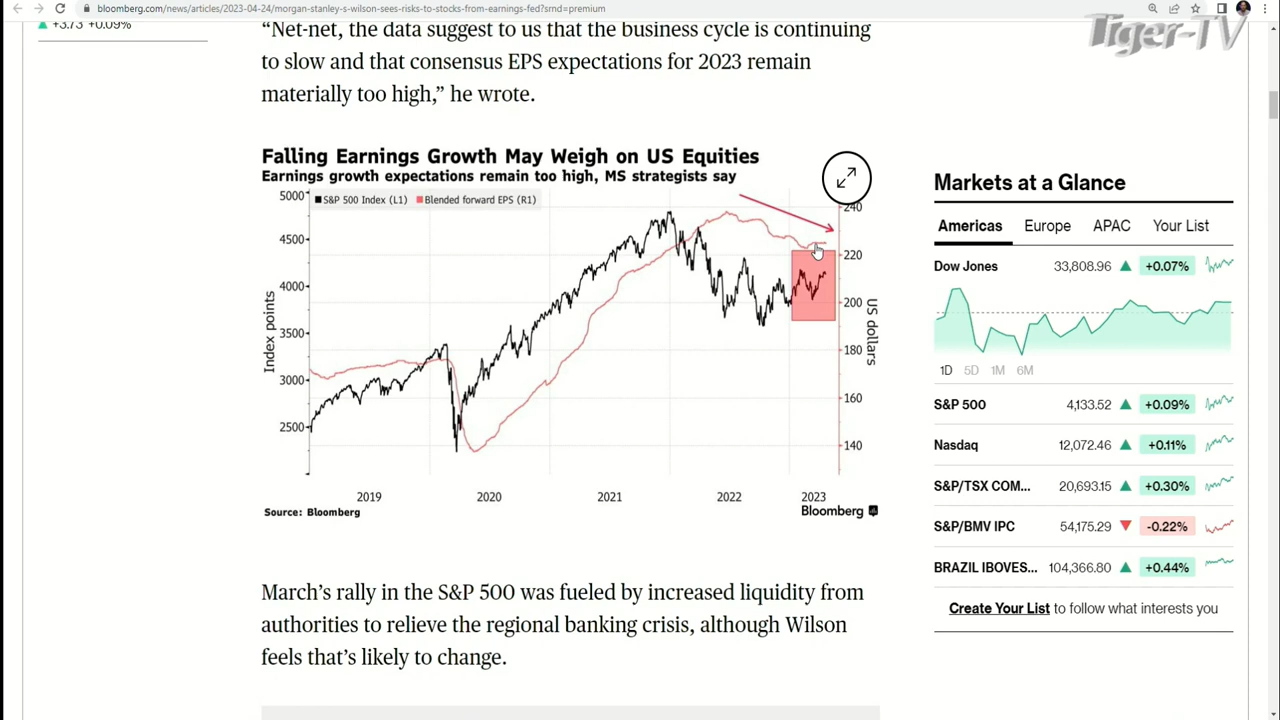 bloomberg.com/news/articles/2023-04-24/morgan-stanley-s-wilson-sees-risks-to-stocks-from-earnings-fed?srnd=premium
Tiger-TV
+3.73 +0.09%
“Net-net, the data suggest to us that the business cycle is continuing
to slow and that consensus EPS expectations for 2023 remain
materially too high,” he wrote.
Falling Earnings Growth May Weigh on US Equities
Earnings growth expectations remain too high, MS strategists say
S&P 500 Index (L1) Blended forward EPS (R1)
5000
4500
4000
3500
3000
2500
Index points
240
220
200
180
160
140
US dollars
2019 2020 2021 2022 2023
Source: Bloomberg
Bloomberg
March’s rally in the S&P 500 was fueled by increased liquidity from
authorities to relieve the regional banking crisis, although Wilson
feels that’s likely to change.
Markets at a Glance
Americas Europe APAC Your List
Dow Jones 33,808.96 +0.07%
1D 5D 1M 6M
S&P 500 4,133.52 +0.09%
Nasdaq 12,072.46 +0.11%
S&P/TSX COM... 20,693.15 +0.30%
S&P/BMV IPC 54,175.29 -0.22%
BRAZIL IBOVES... 104,366.80 +0.44%
Create Your List to follow what interests you